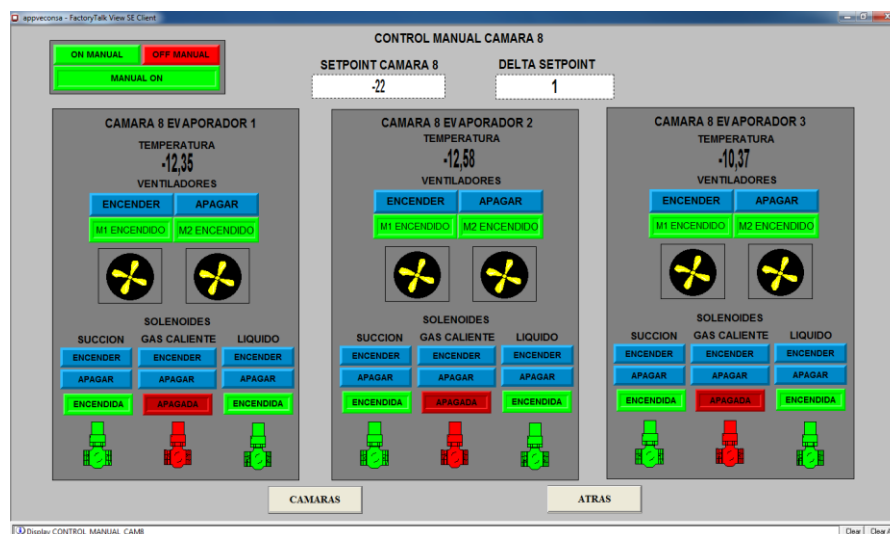 appveconsa - FactoryTalk View SE Client
CONTROL MANUAL CAMARA 8
ON MANUAL OFF MANUAL
MANUAL ON
SETPOINT CAMARA 8 DELTA SETPOINT
-22 1
CAMARA 8 EVAPORADOR 1
TEMPERATURA
-12,35
VENTILADORES
ENCENDER APAGAR
M1 ENCENDIDO M2 ENCENDIDO
SOLENOIDES
SUCCION GAS CALIENTE LIQUIDO
ENCENDER ENCENDER ENCENDER
APAGAR APAGAR APAGAR
ENCENDIDA APAGADA ENCENDIDA
CAMARA 8 EVAPORADOR 2
TEMPERATURA
-12,58
VENTILADORES
ENCENDER APAGAR
M1 ENCENDIDO M2 ENCENDIDO
SOLENOIDES
SUCCION GAS CALIENTE LIQUIDO
ENCENDER ENCENDER ENCENDER
APAGAR APAGAR APAGAR
ENCENDIDA APAGADA ENCENDIDA
CAMARA 8 EVAPORADOR 3
TEMPERATURA
-10,37
VENTILADORES
ENCENDER APAGAR
M1 ENCENDIDO M2 ENCENDIDO
SOLENOIDES
SUCCION GAS CALIENTE LIQUIDO
ENCENDER ENCENDER ENCENDER
APAGAR APAGAR APAGAR
ENCENDIDA APAGADA ENCENDIDA
CAMARAS ATRAS
Display CONTROL_MANUAL_CAM8 Clear Clear A